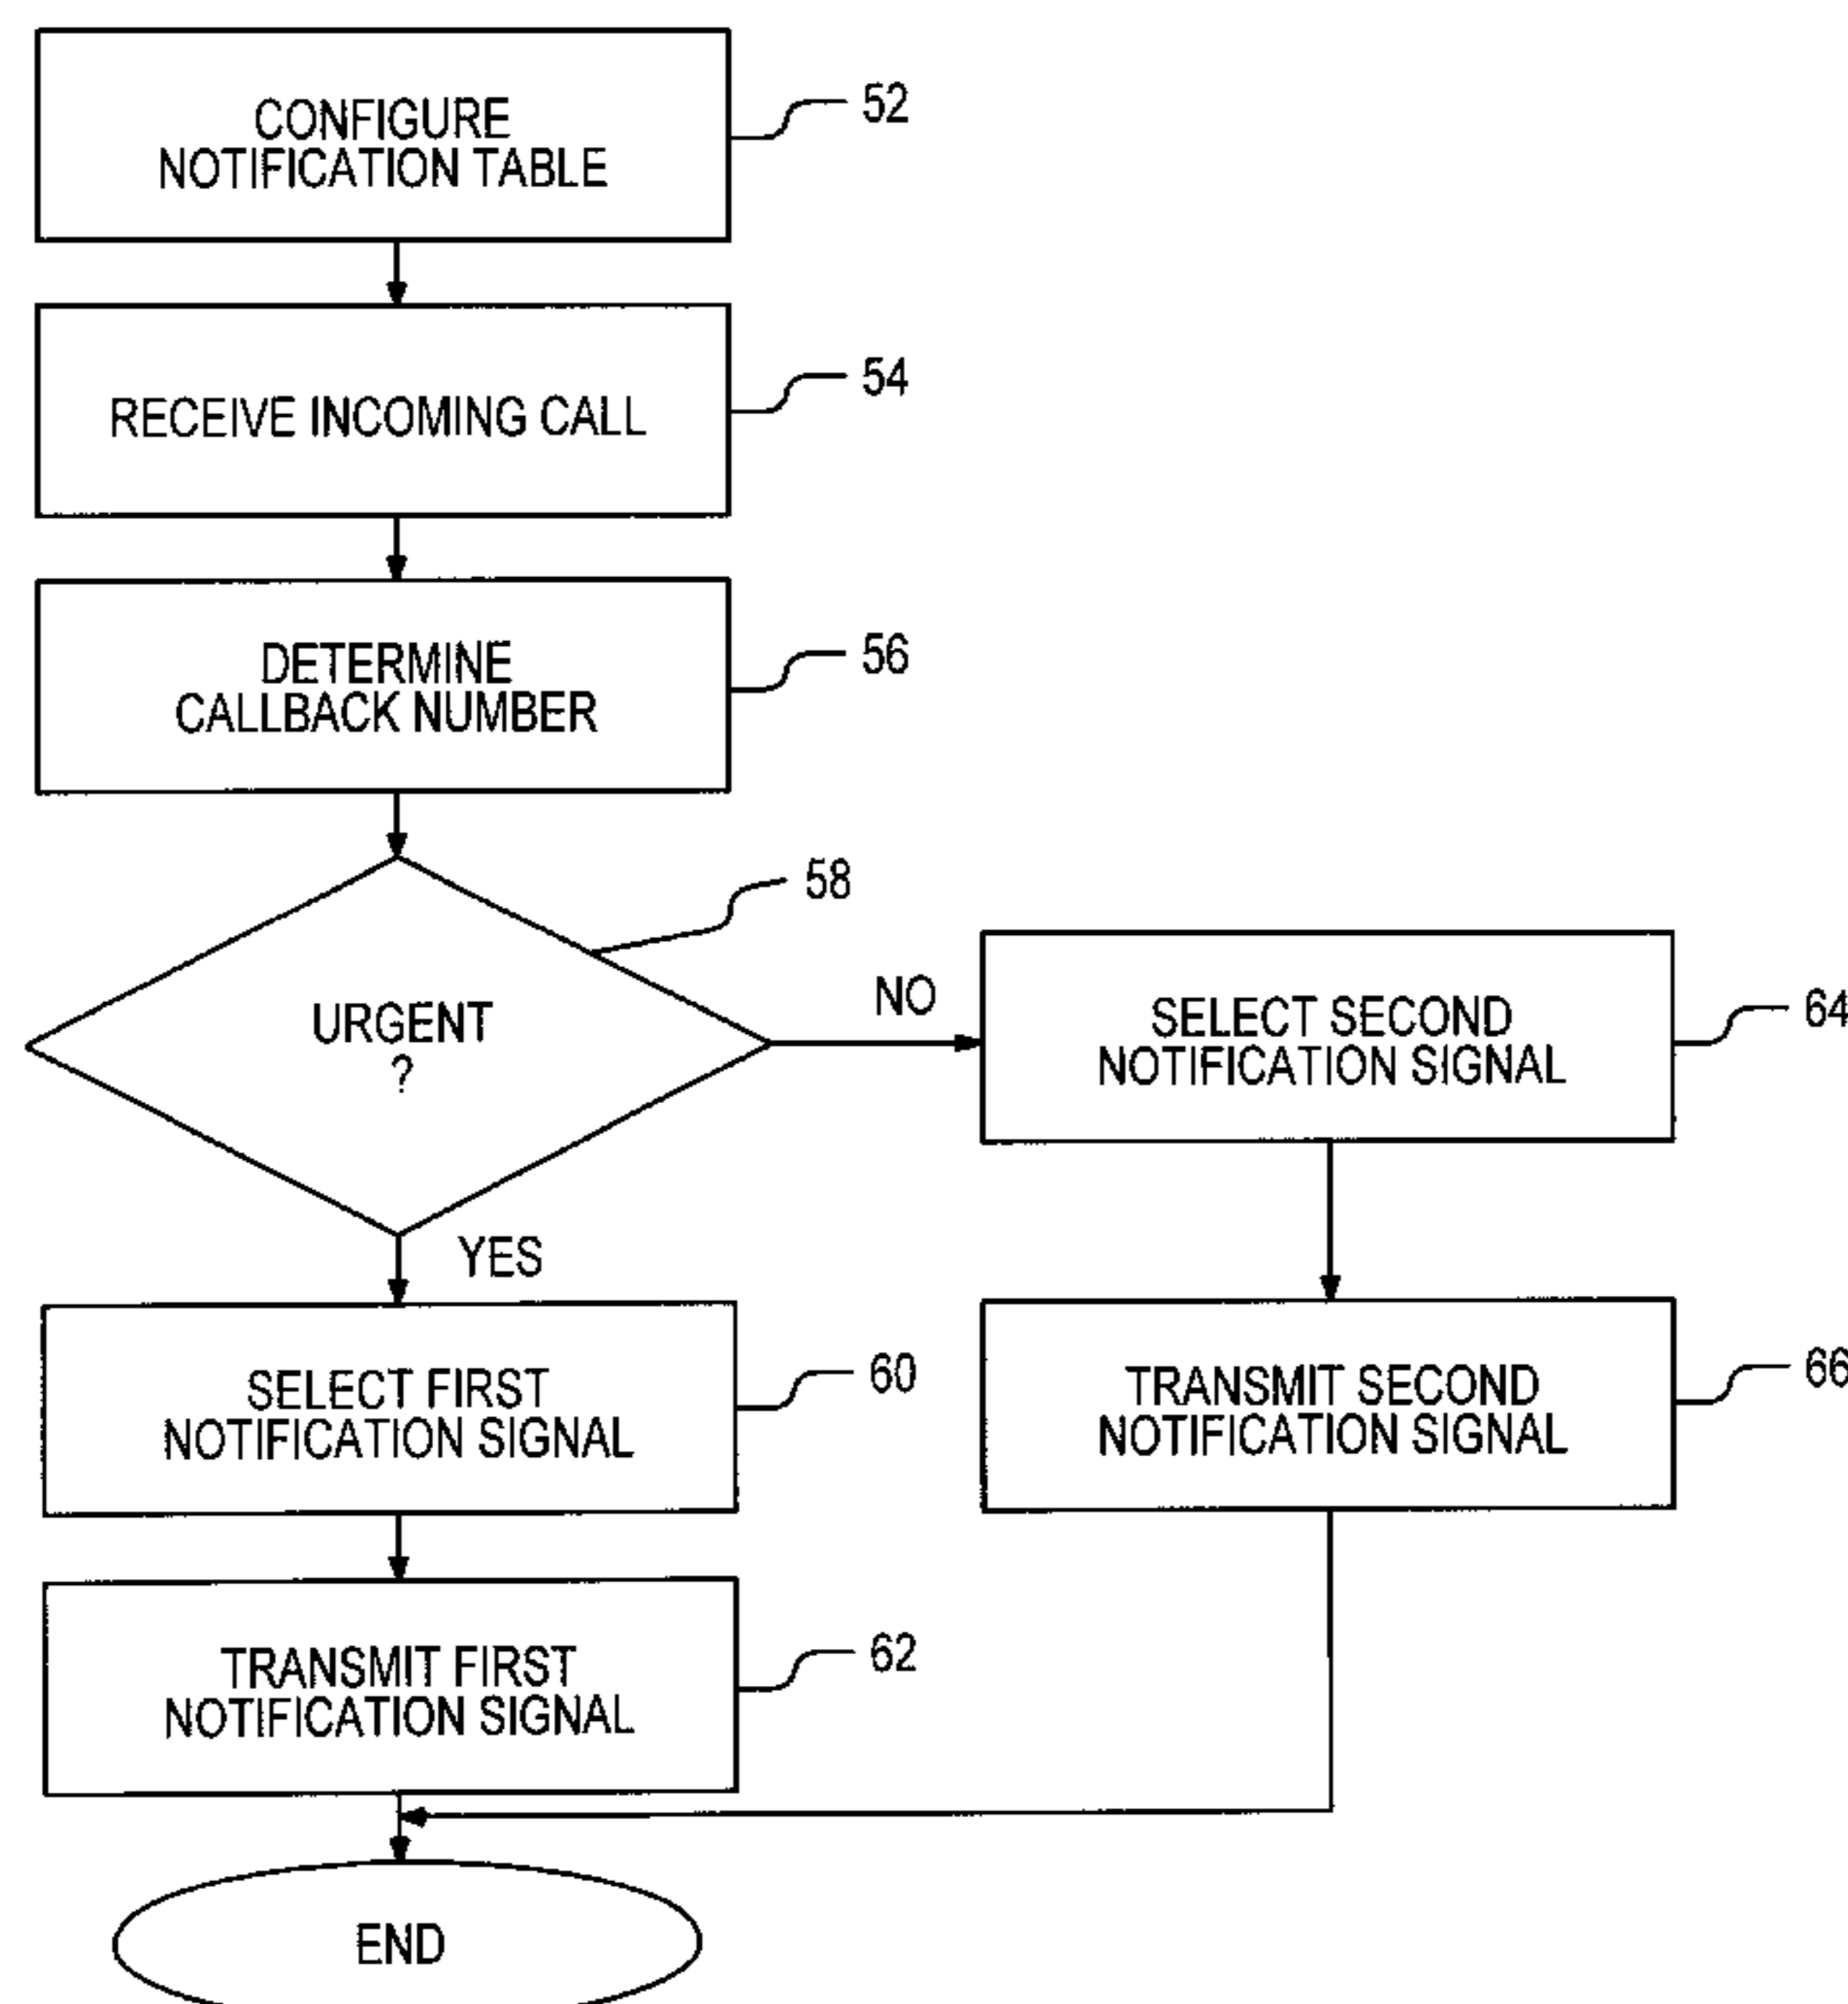 CONFIGURE
NOTIFICATION TABLE
52
RECEIVE INCOMING CALL
54
DETERMINE
CALLBACK NUMBER
56
58
URGENT
?
NO
YES
SELECT SECOND
NOTIFICATION SIGNAL
64
SELECT FIRST
NOTIFICATION SIGNAL
60
TRANSMIT SECOND
NOTIFICATION SIGNAL
66
TRANSMIT FIRST
NOTIFICATION SIGNAL
62
END